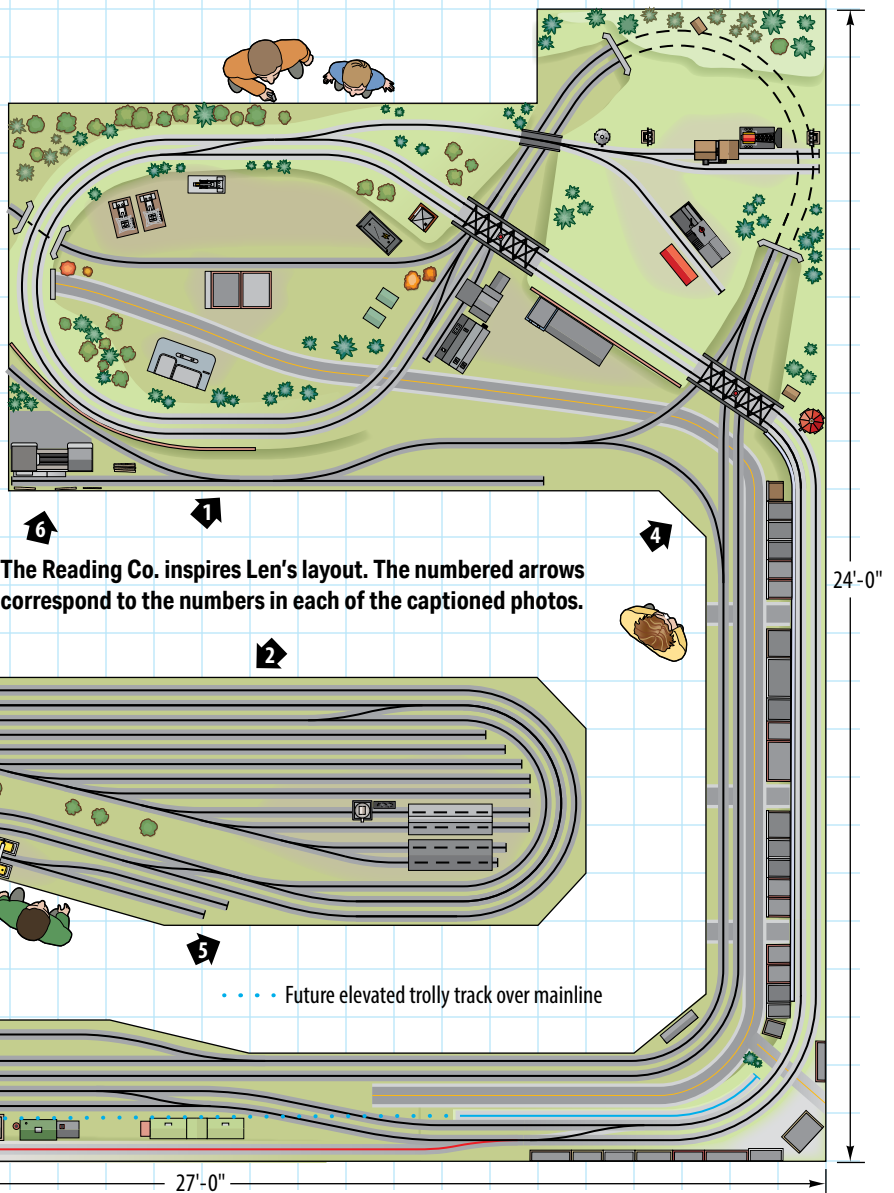 1
6
4
The Reading Co. inspires Len's layout. The numbered arrows
correspond to the numbers in each of the captioned photos.
24'-0"
2
5
Future elevated trolly track over mainline
27'-0"